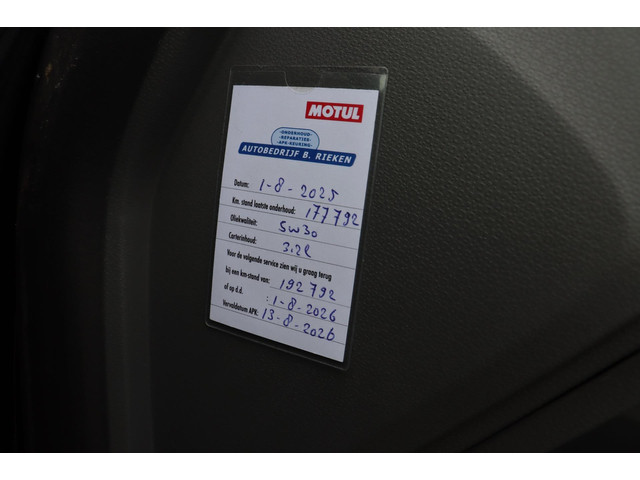 MOTUL
-ONDERHOUD-
-REPARATIES-
-APK-KEURING-
AUTOBEDRIJF B. RIEKEN
Datum: 1-8-2025
Km. stand laatste onderhoud: 177792
Oliekwaliteit: 5w30
Carterinhoud: 3.2l
Voor de volgende service zien wij u graag terug
bij een km-stand van: 192792
of op d.d. : 1-8-2026
Vervaldatum APK: 13-8-2026